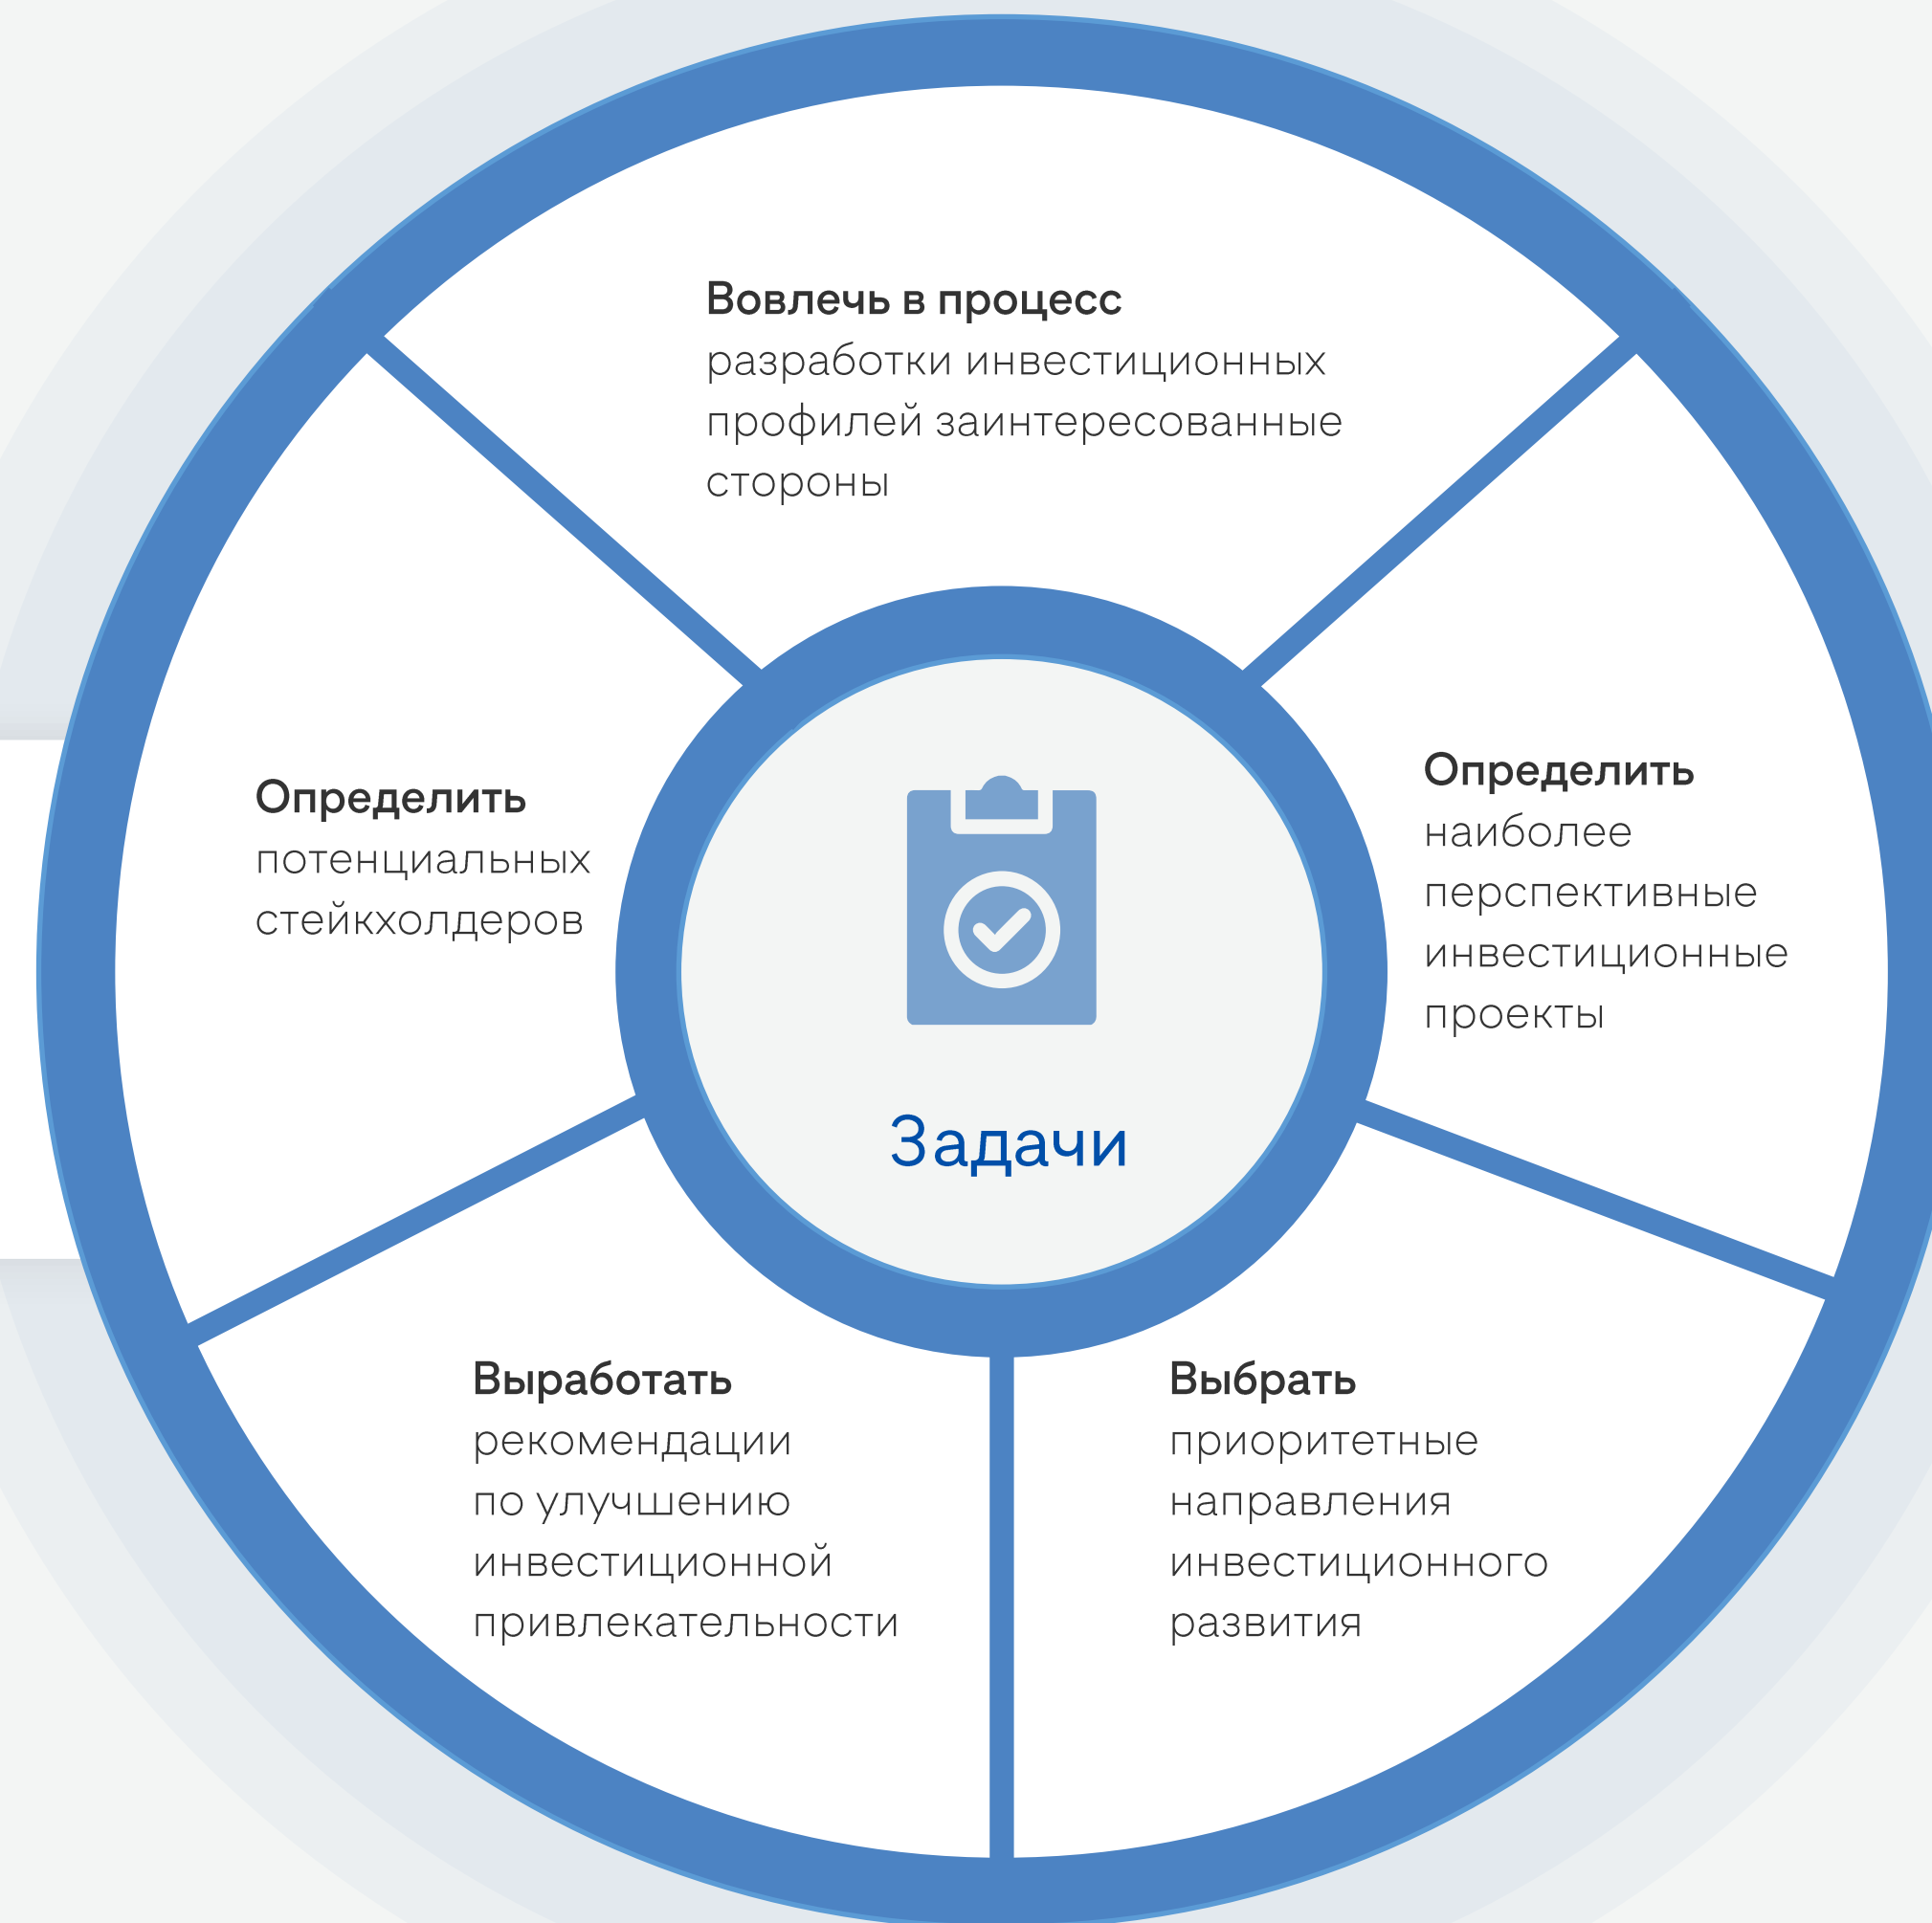 Вовлечь в процесс
разработки инвестиционных
профилей заинтересованные
стороны
Определить
потенциальных
стейкхолдеров
Определить
наиболее
перспективные
инвестиционные
проекты
Задачи
Выработать
рекомендации
по улучшению
инвестиционной
привлекательности
Выбрать
приоритетные
направления
инвестиционного
развития